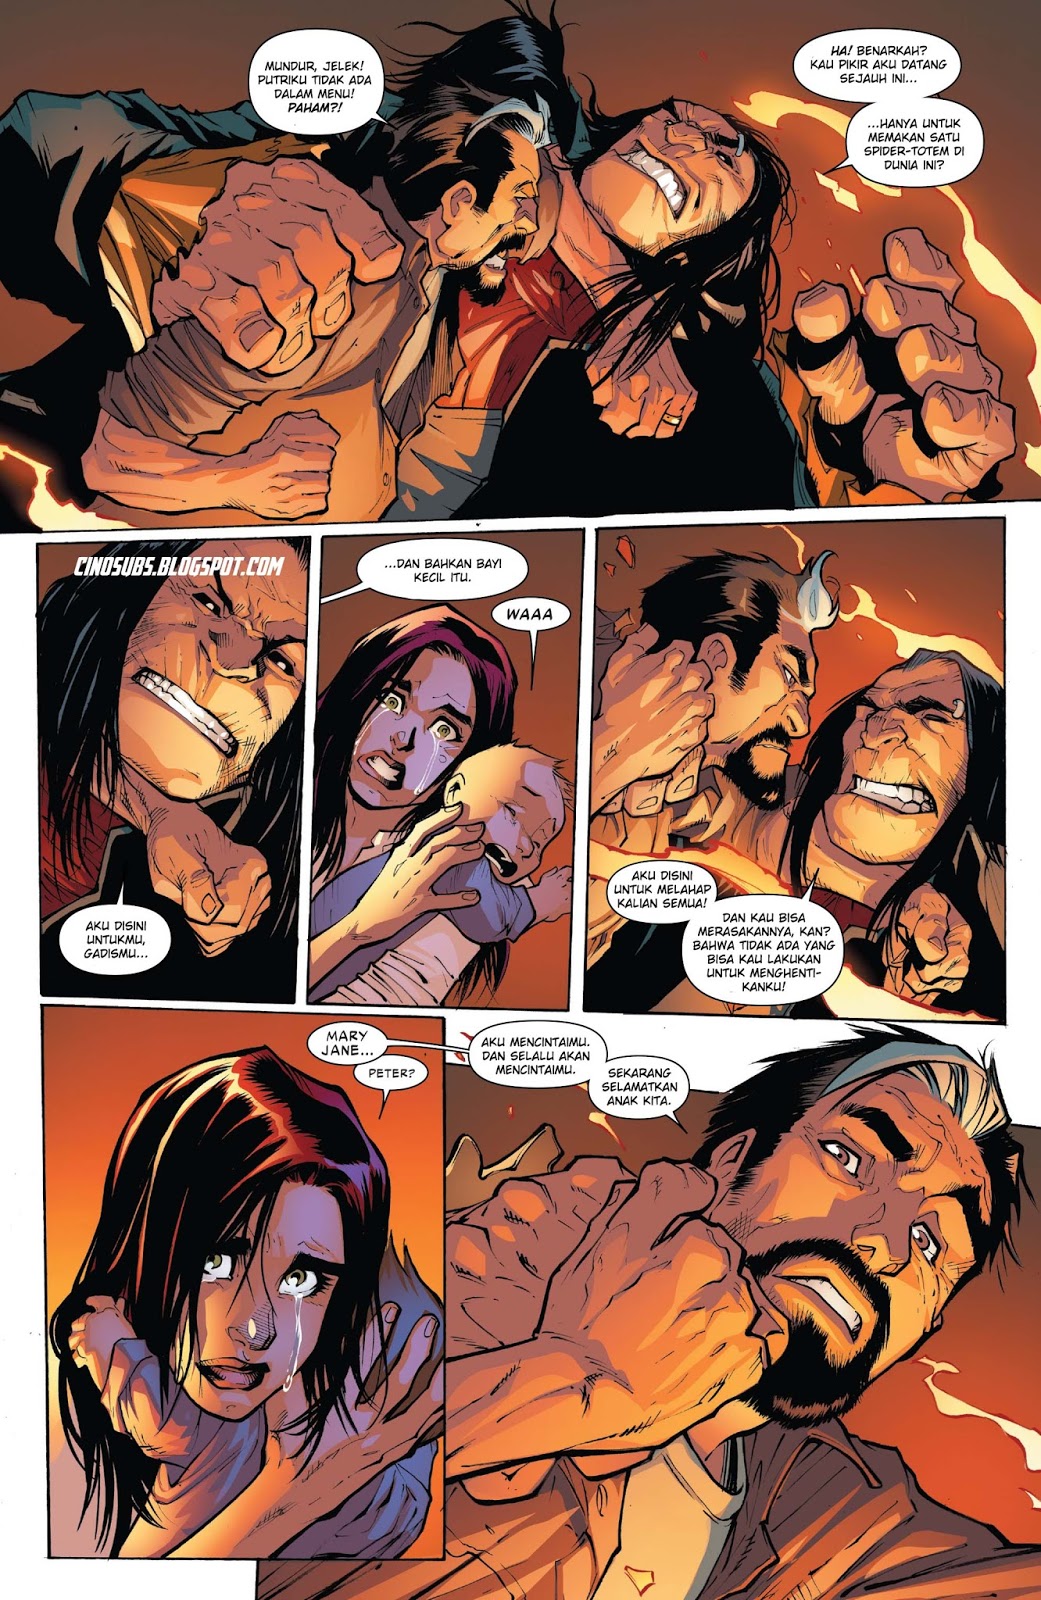 MUNDUR, JELEK!
PUTRIKU TIDAK ADA
DALAM MENU!
PAHAM?!
HA! BENARKAH?
KAU PIKIR AKU DATANG
SEJAUH INI...
...HANYA UNTUK
MEMAKAN SATU
SPIDER-TOTEM DI
DUNIA INI?
CINOSUBS.BLOGSPOT.COM
AKU DISINI
UNTUKMU,
GADISMU...
...DAN BAHKAN BAYI
KECIL ITU.
WAAA
AKU DISINI
UNTUK MELAHAP
KALIAN SEMUA!
DAN KAU BISA
MERASAKANNYA, KAN?
BAHWA TIDAK ADA YANG
BISA KAU LAKUKAN
UNTUK MENGHENTI-
KANKU!
MARY
JANE...
PETER?
AKU MENCINTAIMU.
DAN SELALU AKAN
MENCINTAIMU.
SEKARANG
SELAMATKAN
ANAK KITA.